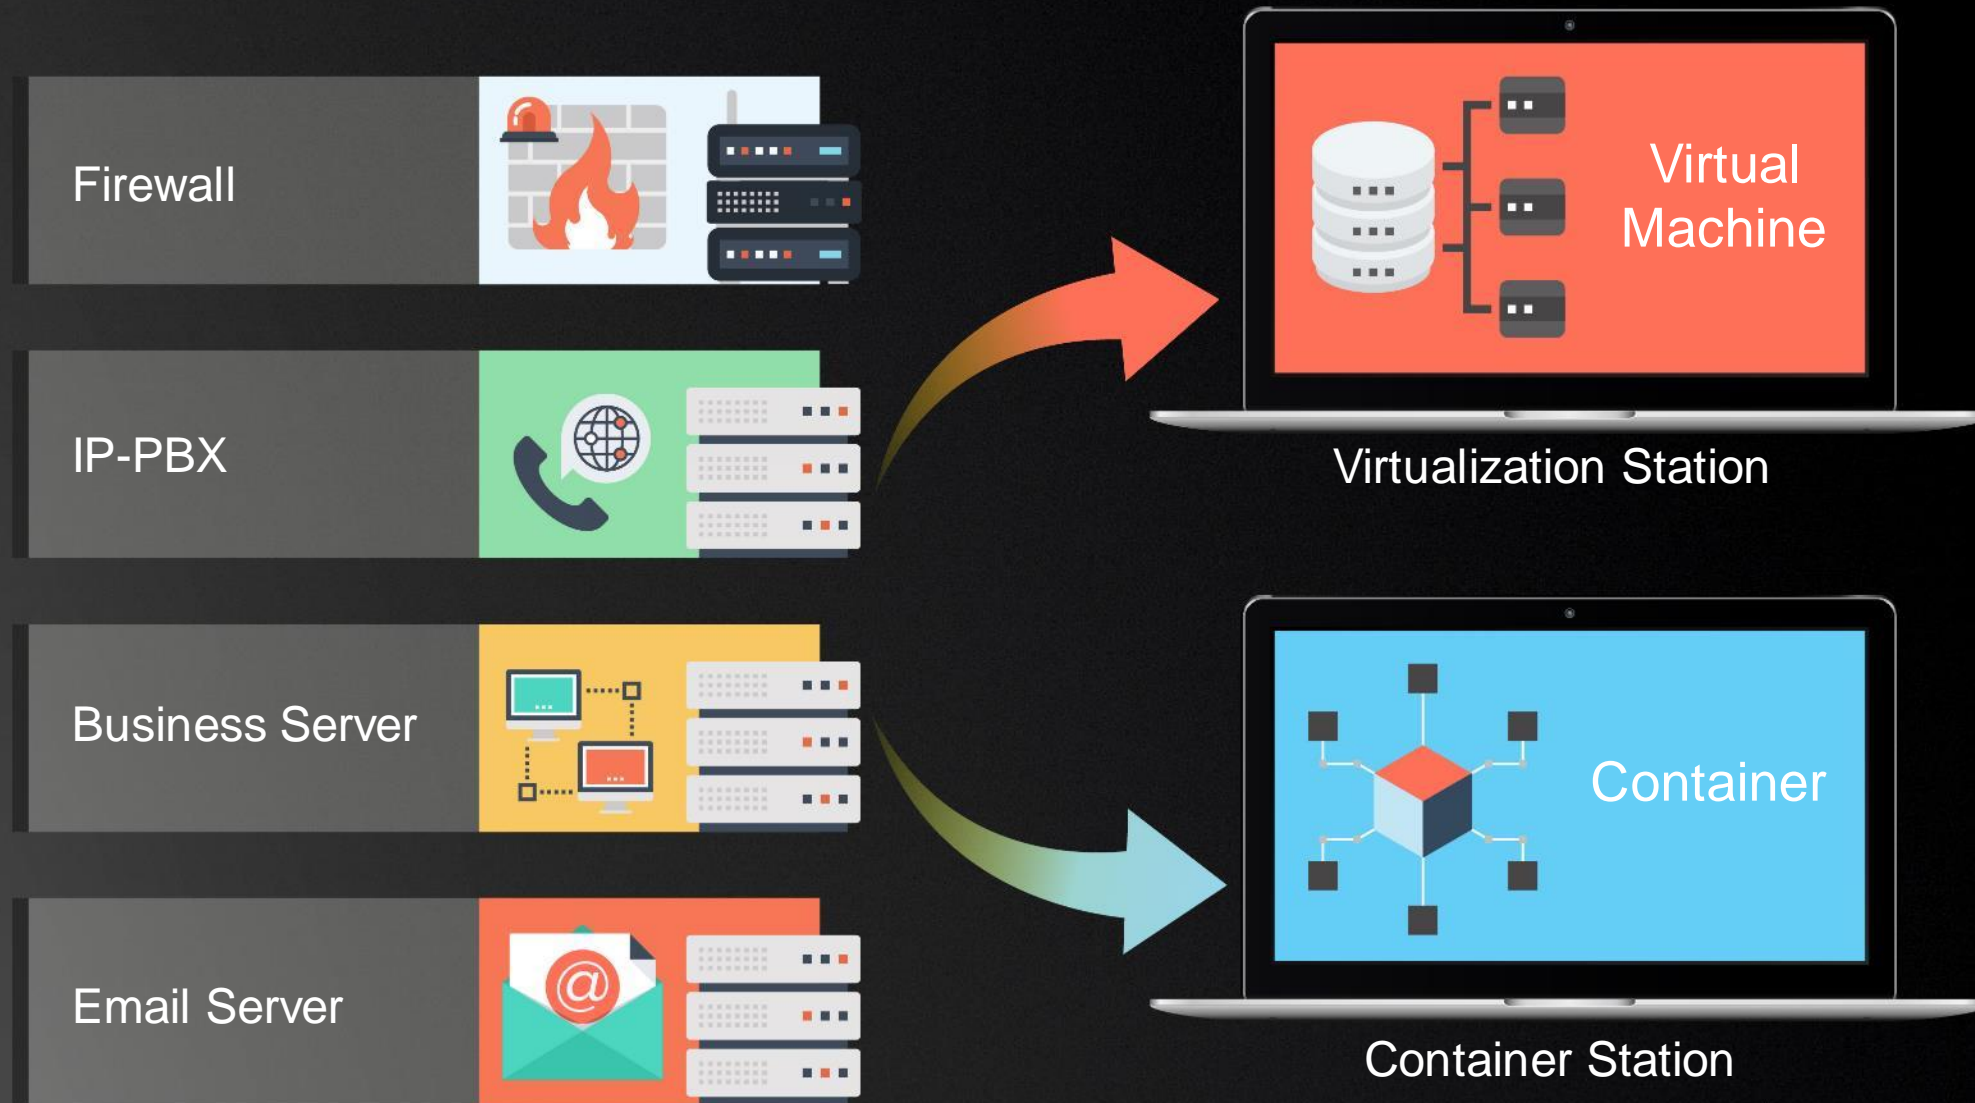 Firewall
IP-PBX
Business Server
Email Server
@
Virtual
Machine
Virtualization Station
Container
Container Station